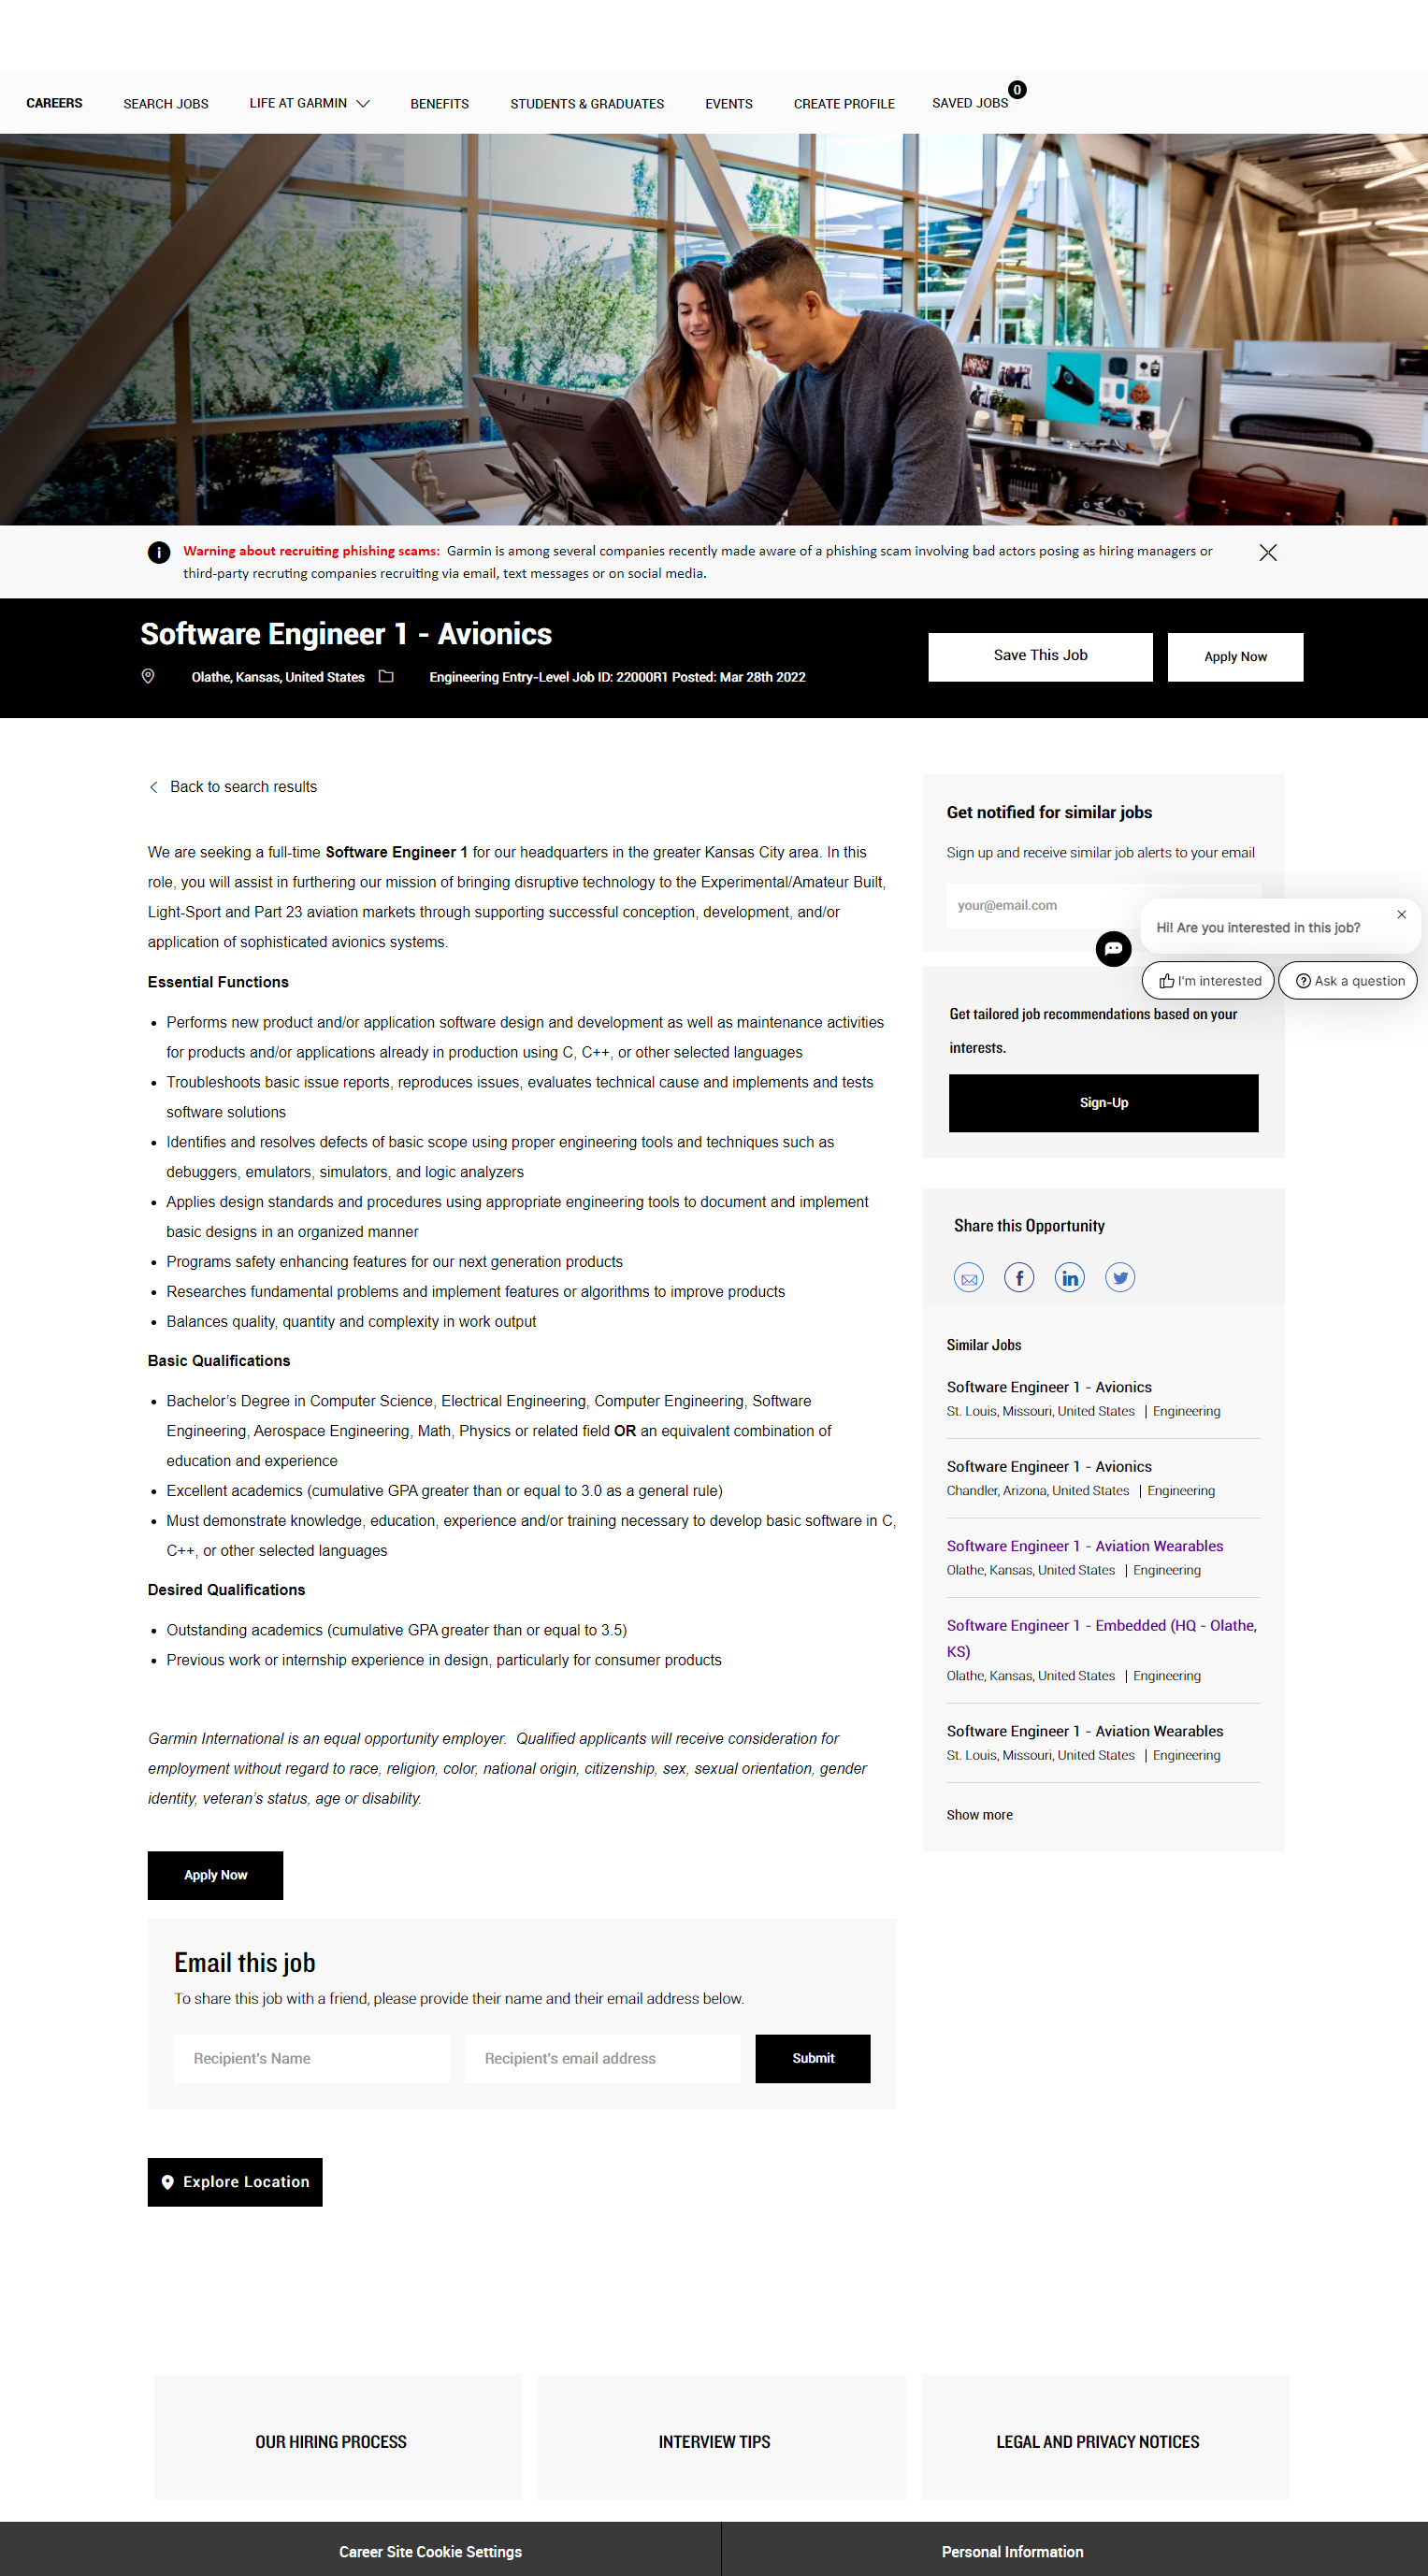 CAREERS
SEARCH JOBS
LIFE AT GARMIN
BENEFITS
STUDENTS & GRADUATES
EVENTS
CREATE PROFILE
SAVED JOBS
0
Warning about recruiting phishing scams: Garmin is among several companies recently made aware of a phishing scam involving bad actors posing as hiring managers or
third-party recruting companies recruiting via email, text messages or on social media.
Software Engineer 1 - Avionics
Olathe, Kansas, United States
Engineering Entry-Level Job ID: 22000R1 Posted: Mar 28th 2022
Save This Job
Apply Now
Back to search results
We are seeking a full-time Software Engineer 1 for our headquarters in the greater Kansas City area. In this
role, you will assist in furthering our mission of bringing disruptive technology to the Experimental/Amateur Built,
Light-Sport and Part 23 aviation markets through supporting successful conception, development, and/or
application of sophisticated avionics systems.
Essential Functions
• Performs new product and/or application software design and development as well as maintenance activities
for products and/or applications already in production using C, C++, or other selected languages
• Troubleshoots basic issue reports, reproduces issues, evaluates technical cause and implements and tests
software solutions
• Identifies and resolves defects of basic scope using proper engineering tools and techniques such as
debuggers, emulators, simulators, and logic analyzers
• Applies design standards and procedures using appropriate engineering tools to document and implement
basic designs in an organized manner
• Programs safety enhancing features for our next generation products
• Researches fundamental problems and implement features or algorithms to improve products
• Balances quality, quantity and complexity in work output
Basic Qualifications
• Bachelor's Degree in Computer Science, Electrical Engineering, Computer Engineering, Software
Engineering, Aerospace Engineering, Math, Physics or related field OR an equivalent combination of
education and experience
• Excellent academics (cumulative GPA greater than or equal to 3.0 as a general rule)
• Must demonstrate knowledge, education, experience and/or training necessary to develop basic software in C,
C++, or other selected languages
Desired Qualifications
• Outstanding academics (cumulative GPA greater than or equal to 3.5)
• Previous work or internship experience in design, particularly for consumer products
Garmin International is an equal opportunity employer. Qualified applicants will receive consideration for
employment without regard to race, religion, color, national origin, citizenship, sex, sexual orientation, gender
identity, veteran's status, age or disability.
Apply Now
Email this job
To share this job with a friend, please provide their name and their email address below.
Recipient's Name
Recipient's email address
Submit
Explore Location
Get notified for similar jobs
Sign up and receive similar job alerts to your email
your@email.com
Hi! Are you interested in this job?
I'm interested
Ask a question
Get tailored job recommendations based on your
interests.
Sign-Up
Share this Opportunity
Similar Jobs
Software Engineer 1 - Avionics
St. Louis, Missouri, United States | Engineering
Software Engineer 1 - Avionics
Chandler, Arizona, United States | Engineering
Software Engineer 1 - Aviation Wearables
Olathe, Kansas, United States | Engineering
Software Engineer 1 - Embedded (HQ - Olathe,
KS)
Olathe, Kansas, United States | Engineering
Software Engineer 1 - Aviation Wearables
St. Louis, Missouri, United States | Engineering
Show more
OUR HIRING PROCESS
INTERVIEW TIPS
LEGAL AND PRIVACY NOTICES
Career Site Cookie Settings
Personal Information